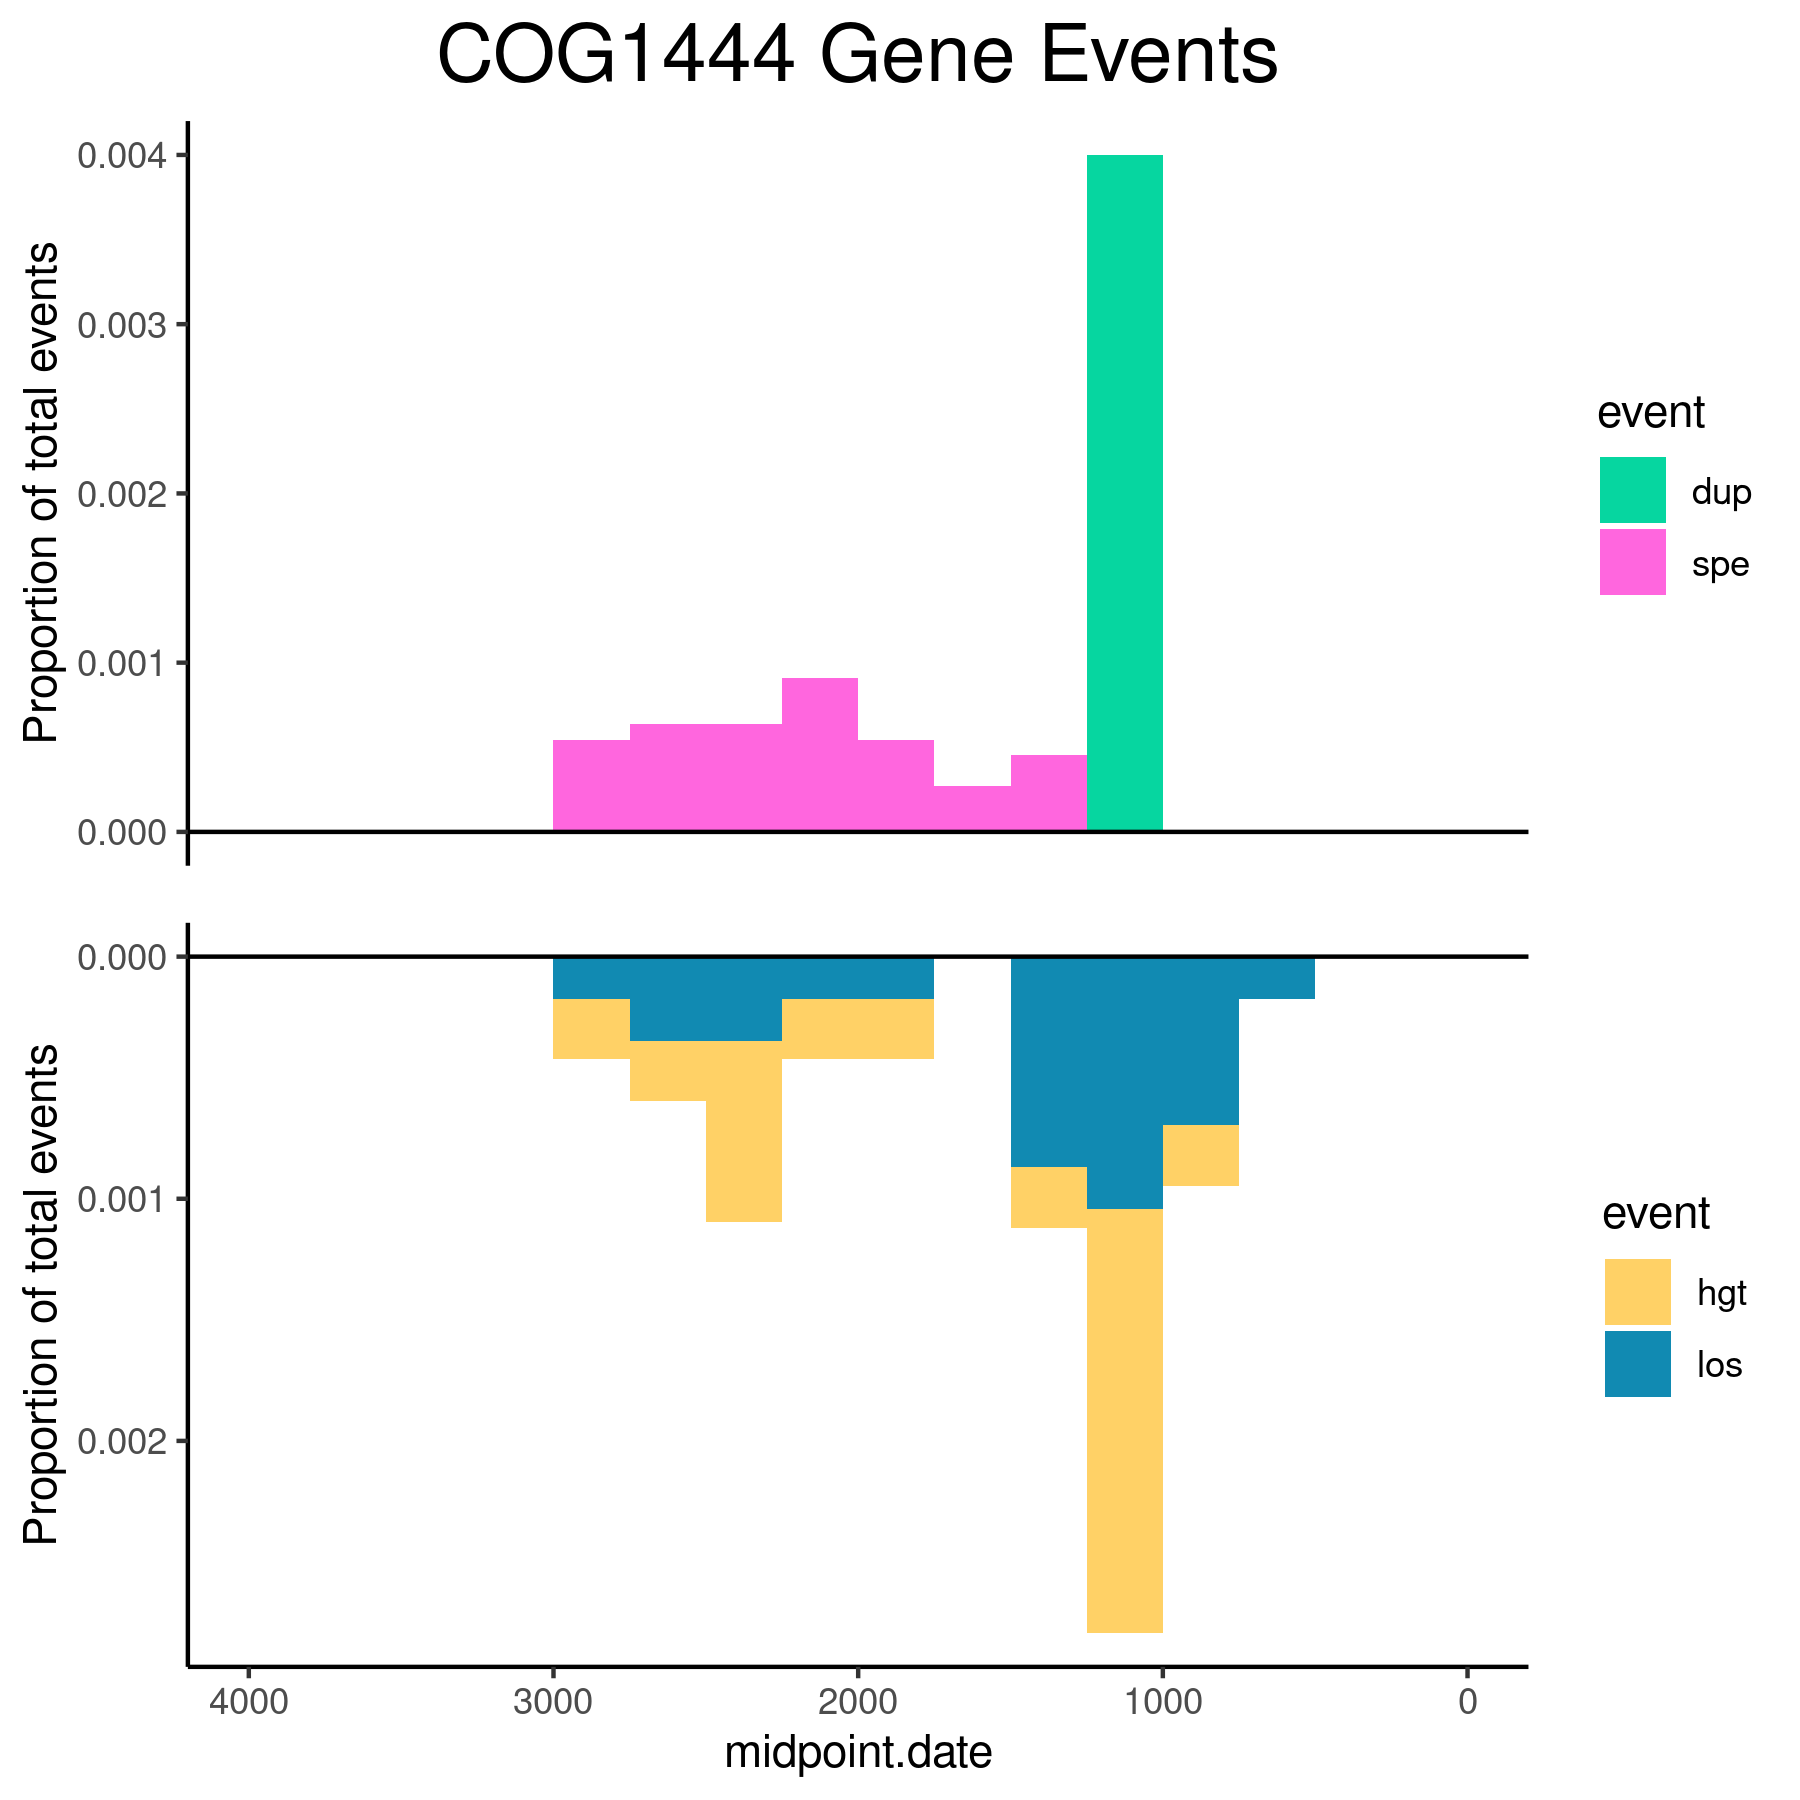 COG1444 Gene Events
Proportion of total events
0.004
0.003
0.002
0.001
0.000
event
dup
spe
Proportion of total events
0.000
0.001
0.002
event
hgt
los
4000 3000 2000 1000 0
midpoint.date